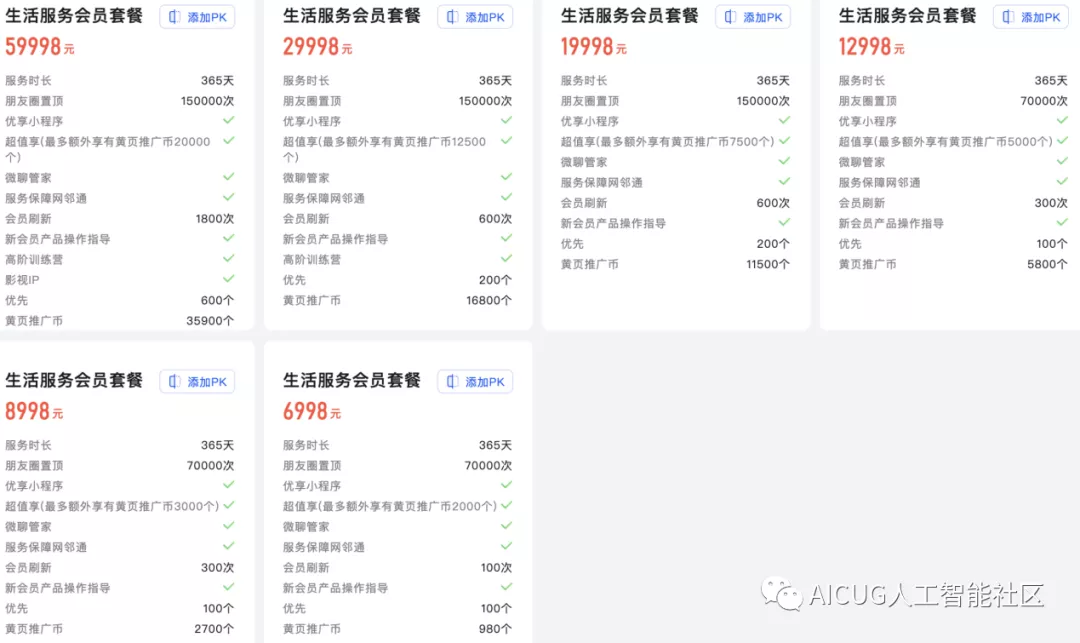 生活服务会员套餐 添加PK
59998元
服务时长 365天
朋友圈置顶 150000次
优享小程序
超值享(最多额外享有黄页推广币20000
个)
微聊管家
服务保障网邻通
会员刷新 1800次
新会员产品操作指导
高阶训练营
影视IP
优先 600个
黄页推广币 35900个
生活服务会员套餐 添加PK
29998元
服务时长 365天
朋友圈置顶 150000次
优享小程序
超值享(最多额外享有黄页推广币12500
个)
微聊管家
服务保障网邻通
会员刷新 600次
新会员产品操作指导
高阶训练营
优先 200个
黄页推广币 16800个
生活服务会员套餐 添加PK
19998元
服务时长 365天
朋友圈置顶 150000次
优享小程序
超值享(最多额外享有黄页推广币7500个)
微聊管家
服务保障网邻通
会员刷新 600次
新会员产品操作指导
优先 200个
黄页推广币 11500个
生活服务会员套餐 添加PK
12998元
服务时长 365天
朋友圈置顶 70000次
优享小程序
超值享(最多额外享有黄页推广币5000个)
微聊管家
服务保障网邻通
会员刷新 300次
新会员产品操作指导
优先 100个
黄页推广币 5800个
生活服务会员套餐 添加PK
8998元
服务时长 365天
朋友圈置顶 70000次
优享小程序
超值享(最多额外享有黄页推广币3000个)
微聊管家
服务保障网邻通
会员刷新 300次
新会员产品操作指导
优先 100个
黄页推广币 2700个
生活服务会员套餐 添加PK
6998元
服务时长 365天
朋友圈置顶 70000次
优享小程序
超值享(最多额外享有黄页推广币2000个)
微聊管家
服务保障网邻通
会员刷新 100次
新会员产品操作指导
优先 100个
黄页推广币 980个
AICUG人工智能社区